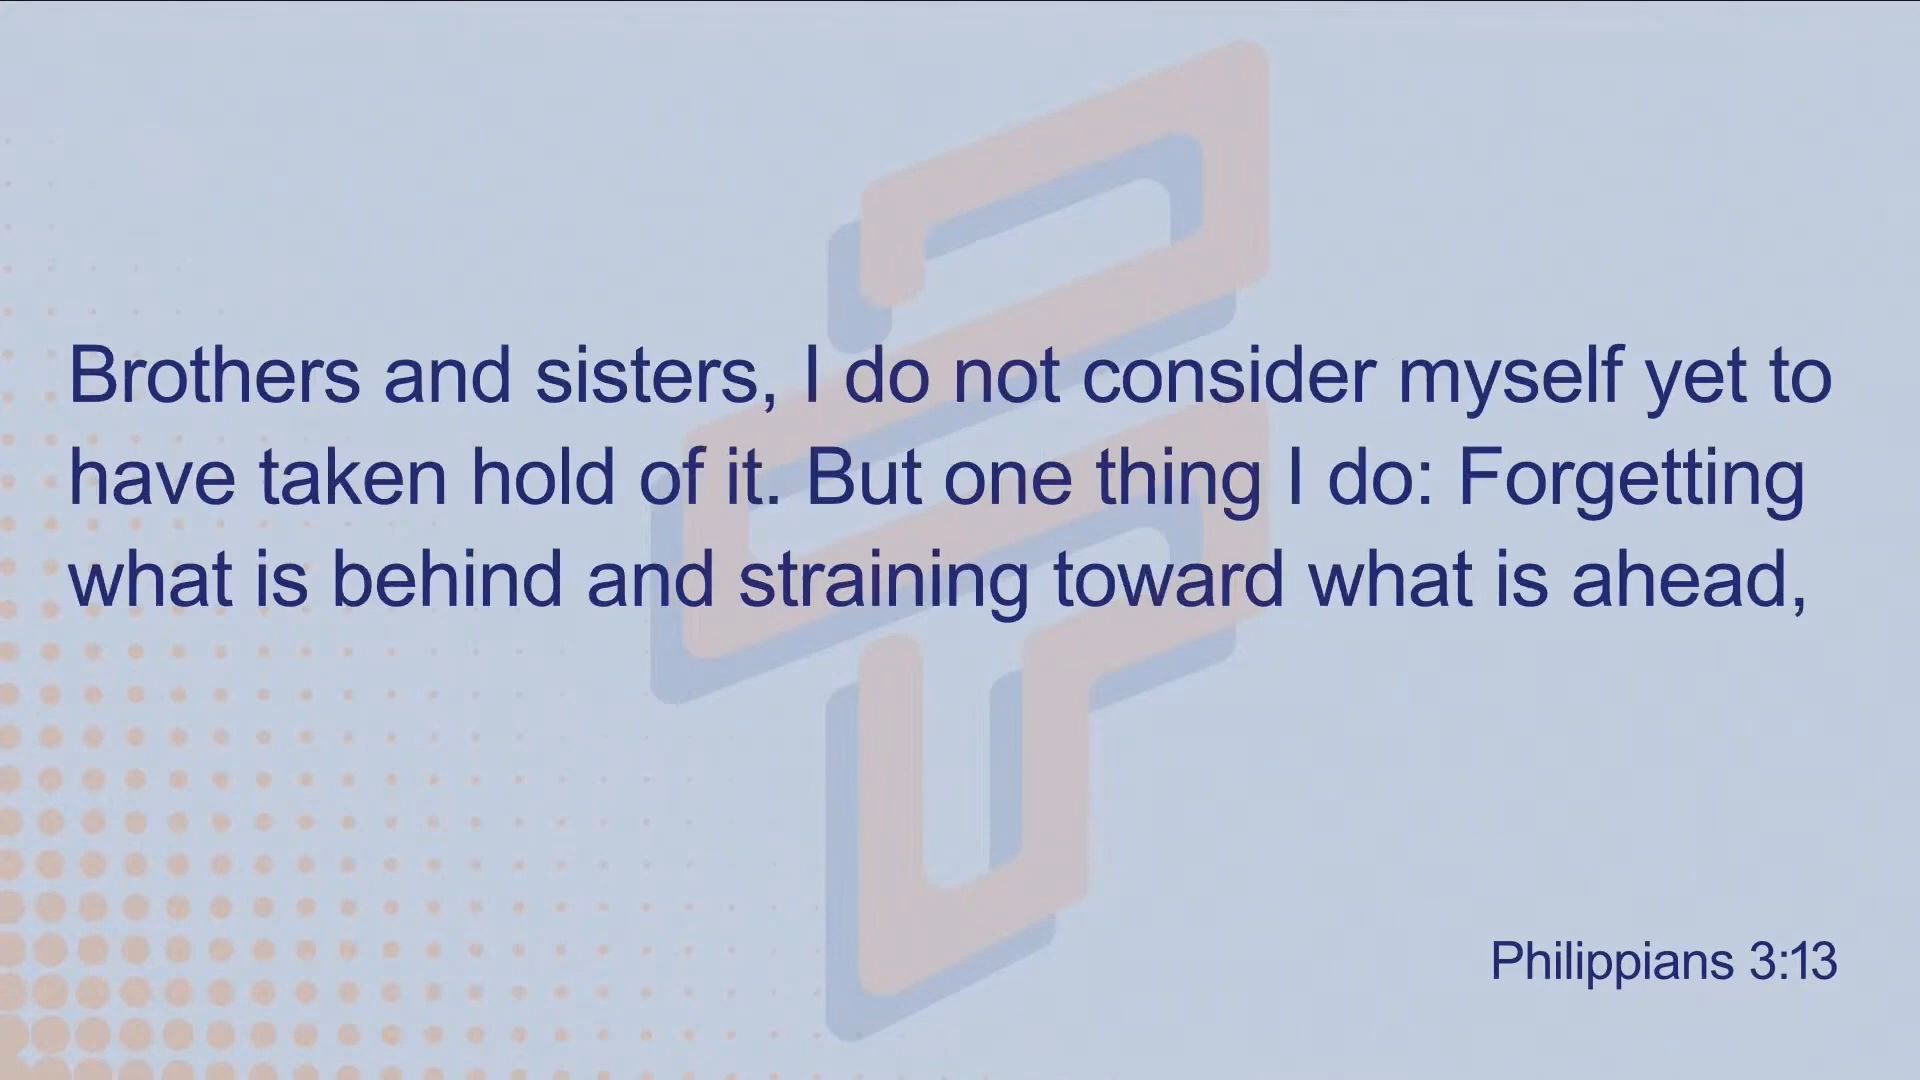 Brothers and sisters, I do not consider myself yet to
have taken hold of it. But one thing I do: Forgetting
what is behind and straining toward what is ahead,
Philippians 3:13